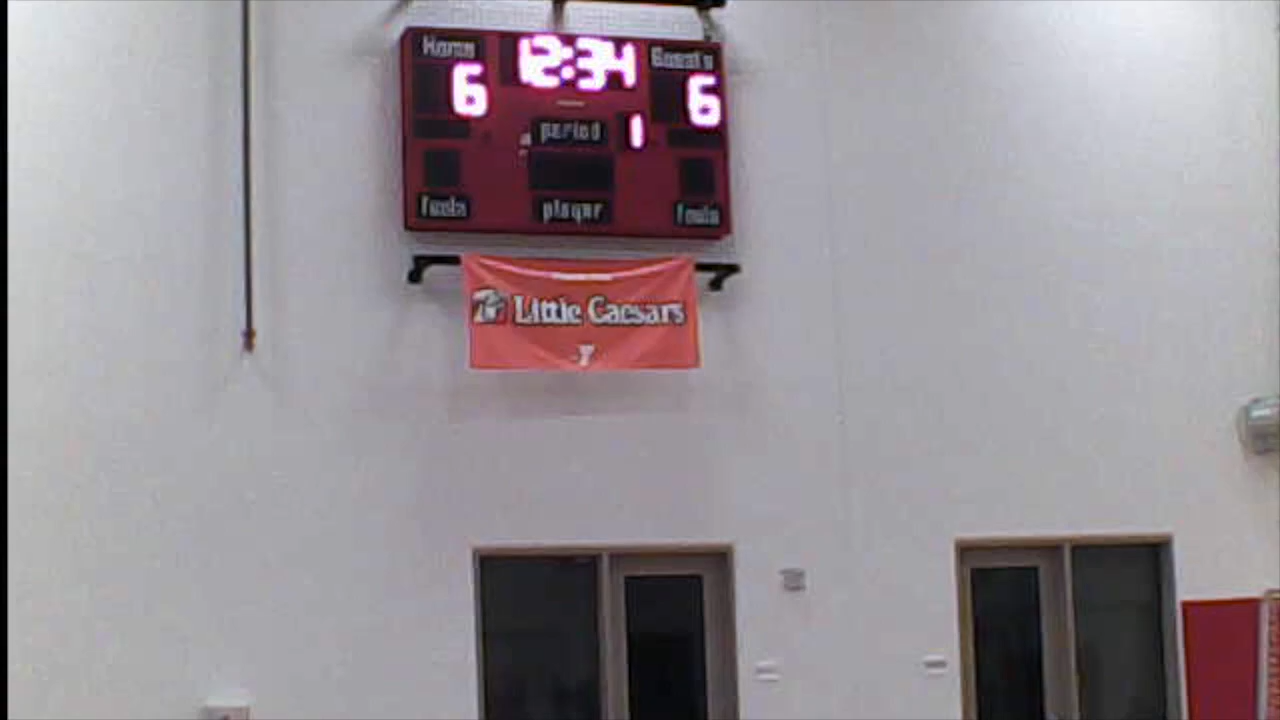 Home 12:34 Guests
6 6
period 1
fouls player fouls
Little Caesars